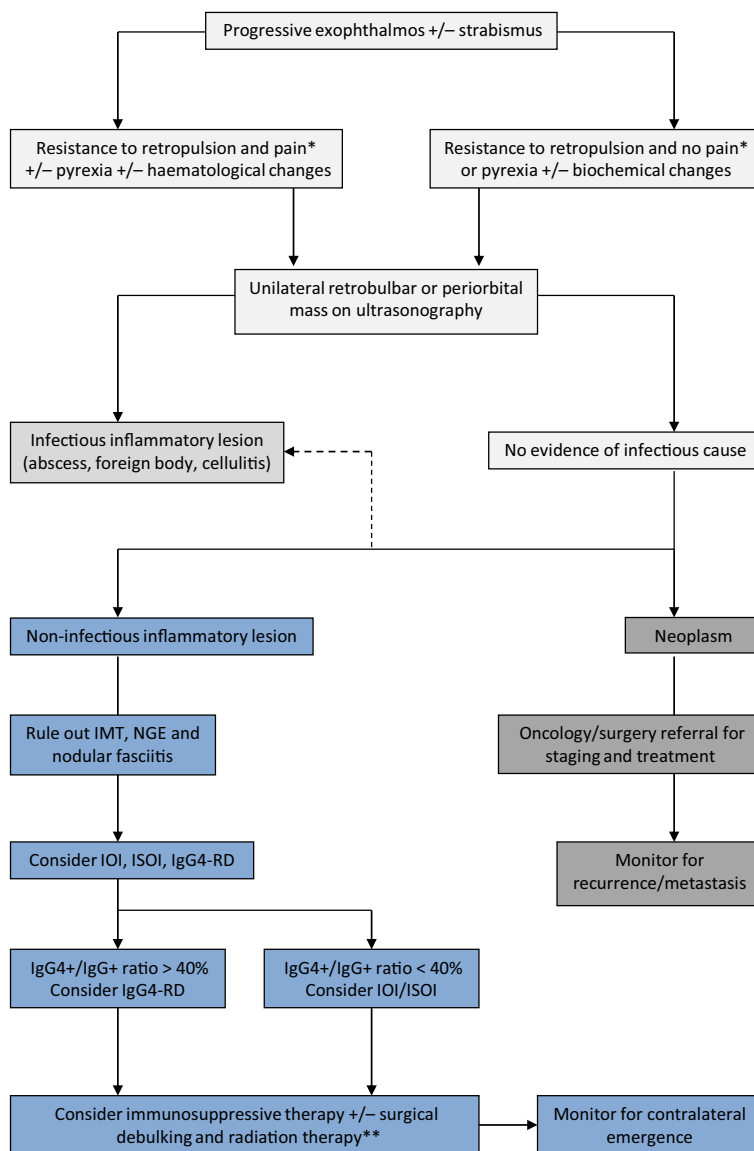 Progressive exophthalmos +/– strabismus
Resistance to retropulsion and pain*
+/– pyrexia +/– haematological changes
Resistance to retropulsion and no pain*
or pyrexia +/– biochemical changes
Unilateral retrobulbar or periorbital
mass on ultrasonography
Infectious inflammatory lesion
(abscess, foreign body, cellulitis)
No evidence of infectious cause
Non-infectious inflammatory lesion
Neoplasm
Rule out IMT, NGE and
nodular fasciitis
Oncology/surgery referral for
staging and treatment
Consider IOI, ISOI, IgG4-RD
Monitor for
recurrence/metastasis
IgG4+/IgG+ ratio > 40%
Consider IgG4-RD
IgG4+/IgG+ ratio < 40%
Consider IOI/ISOI
Consider immunosuppressive therapy +/– surgical
debulking and radiation therapy**
Monitor for contralateral
emergence